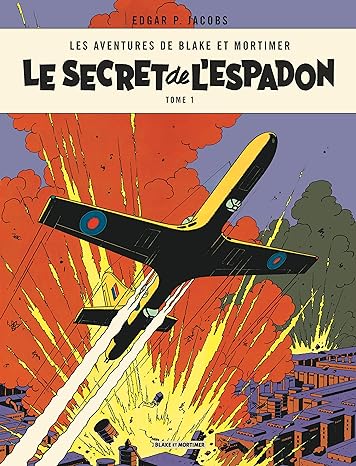 EDGAR P. JACOBS
LES AVENTURES DE BLAKE ET MORTIMER
LE SECRET de L'ESPADON
TOME 1
BLAKE ET MORTIMER